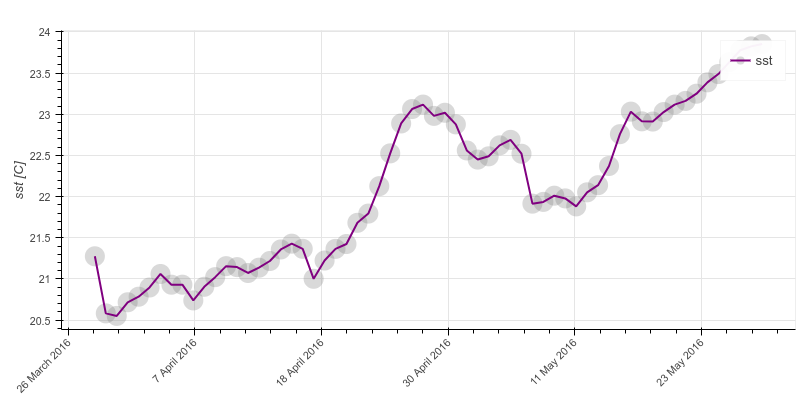 24
23.5
23
22.5
22
21.5
21
20.5
sst [C]
sst
26 March 2016
7 April 2016
18 April 2016
30 April 2016
11 May 2016
23 May 2016